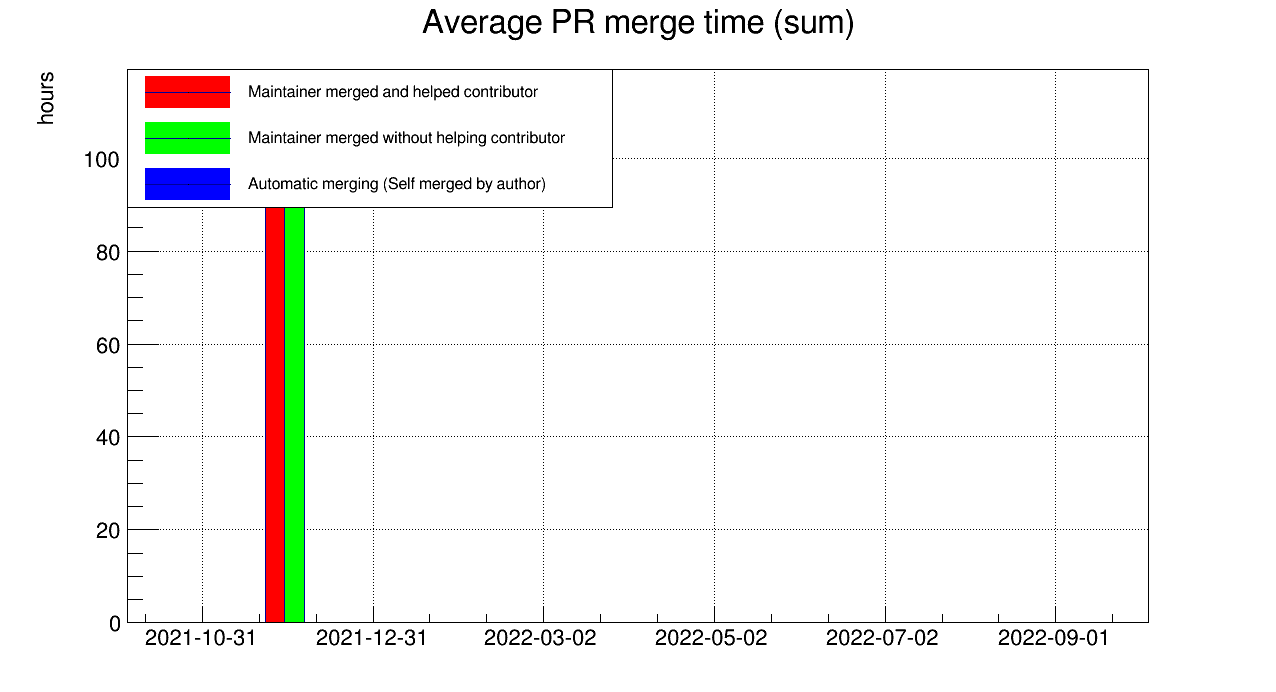 Average PR merge time (sum)
hours
Maintainer merged and helped contributor
Maintainer merged without helping contributor
Automatic merging (Self merged by author)
100
80
60
40
20
0
2021-10-31 2021-12-31 2022-03-02 2022-05-02 2022-07-02 2022-09-01